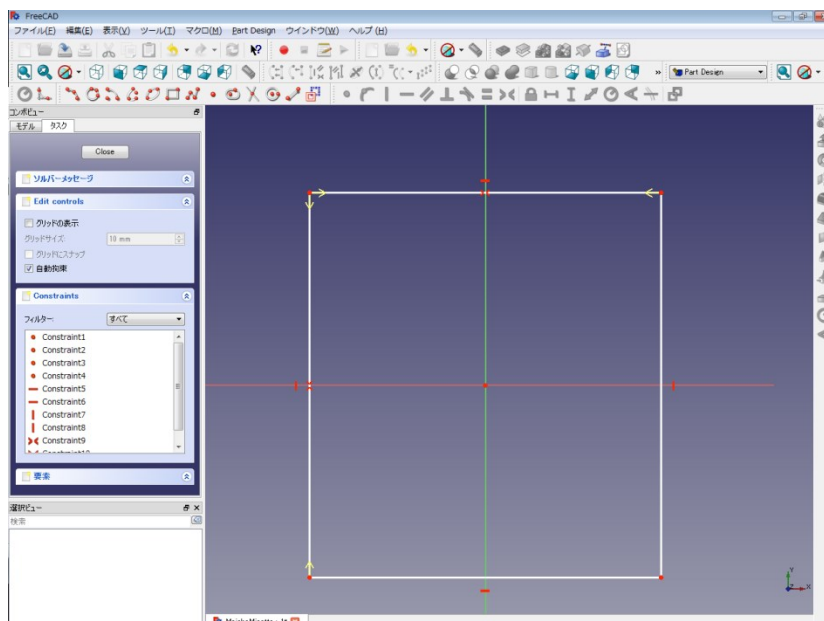 FreeCAD
ファイル(F) 編集(E) 表示(V) ツール(T) マクロ(M) Part Design ウインドウ(W) ヘルプ(H)
Part Design
コンボビュー
モデル タスク
Close
ソルバーメッセージ
Edit controls
グリッドの表示
グリッドサイズ: 10 mm
グリッドにスナップ
自動拘束
Constraints
フィルター: すべて
Constraint1
Constraint2
Constraint3
Constraint4
Constraint5
Constraint6
Constraint7
Constraint8
Constraint9
Constraint10
要素
選択ビュー
検索
Y
Z X